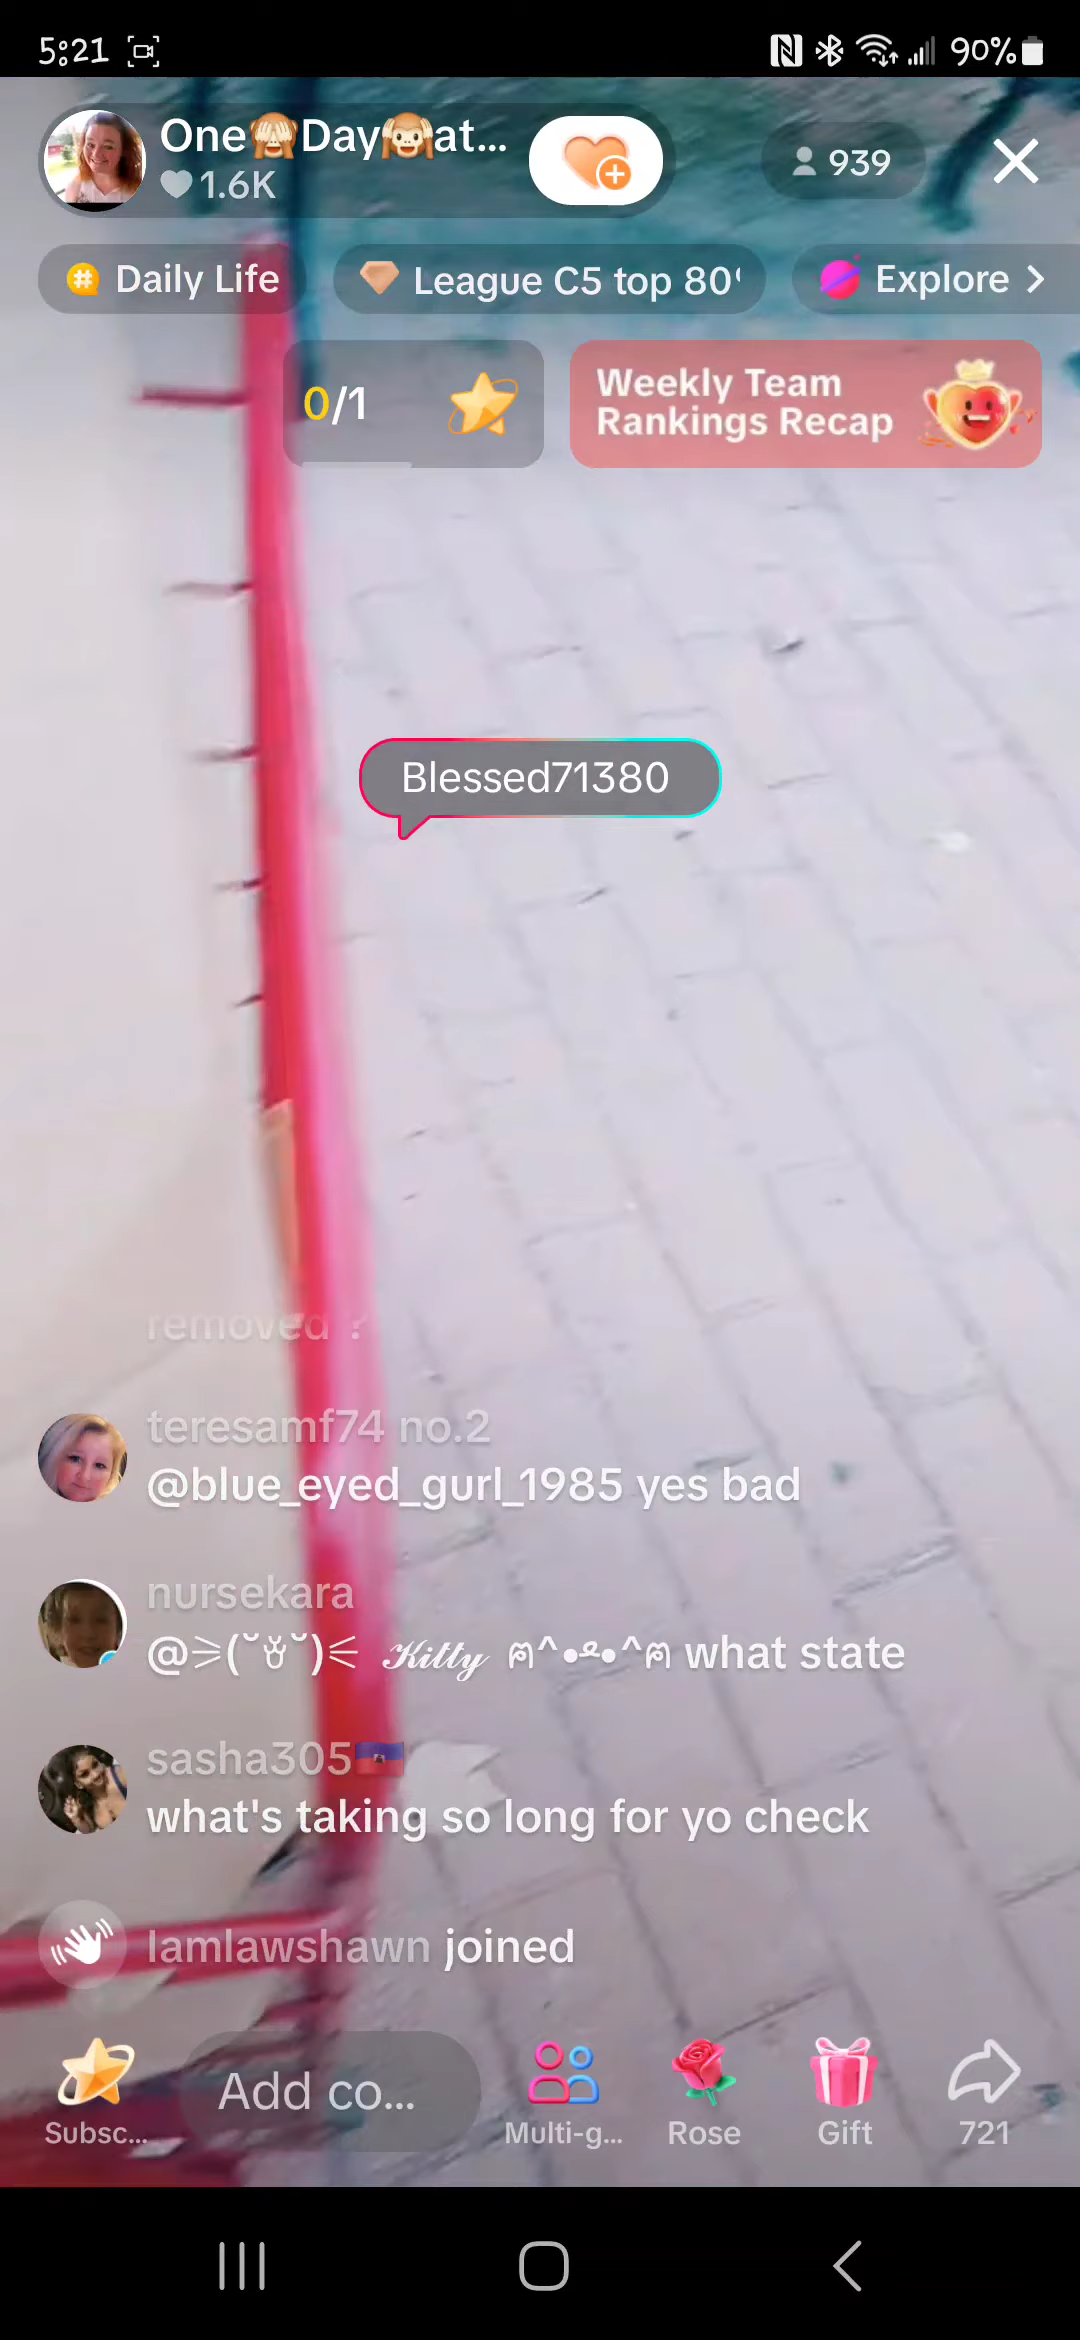 5:21
90%
One🙈Day🙉at...
1.6K
939
Daily Life
League C5 top 80
Explore >
0/1
Weekly Team
Rankings Recap
Blessed71380
removed ?
teresamf74 no.2
@blue_eyed_gurl_1985 yes bad
nursekara
@⪖(˘ꈊ˘)⪕ 𝒦𝒾𝓉𝓉𝓎 ฅ^•ﻌ•^ฅ what state
sasha305🇭🇹
what's taking so long for yo check
Iamlawshawn joined
Subsc...
Add co...
Multi-g...
Rose
Gift
721